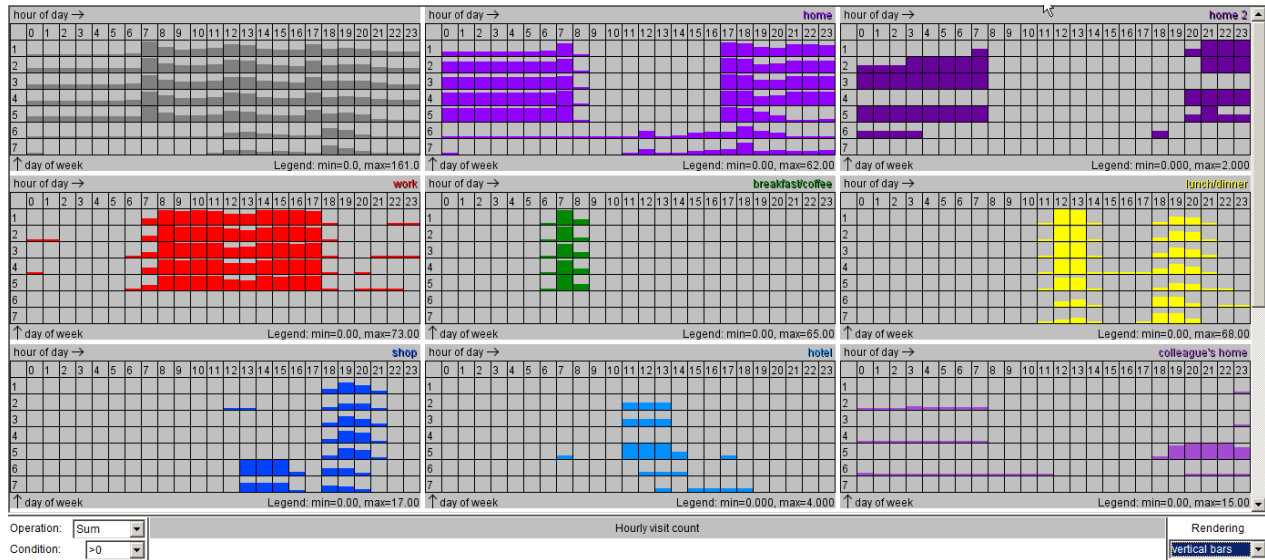 hour of day →
0 1 2 3 4 5 6 7 8 9 10 11 12 13 14 15 16 17 18 19 20 21 22 23
1
2
3
4
5
6
7
↑ day of week Legend: min=0.0, max=161.0
hour of day → home
0 1 2 3 4 5 6 7 8 9 10 11 12 13 14 15 16 17 18 19 20 21 22 23
1
2
3
4
5
6
7
↑ day of week Legend: min=0.00, max=62.00
hour of day → home 2
0 1 2 3 4 5 6 7 8 9 10 11 12 13 14 15 16 17 18 19 20 21 22 23
1
2
3
4
5
6
7
↑ day of week Legend: min=0.000, max=2.000
hour of day → work
0 1 2 3 4 5 6 7 8 9 10 11 12 13 14 15 16 17 18 19 20 21 22 23
1
2
3
4
5
6
7
↑ day of week Legend: min=0.00, max=73.00
hour of day → breakfast/coffee
0 1 2 3 4 5 6 7 8 9 10 11 12 13 14 15 16 17 18 19 20 21 22 23
1
2
3
4
5
6
7
↑ day of week Legend: min=0.00, max=65.00
hour of day → lunch/dinner
0 1 2 3 4 5 6 7 8 9 10 11 12 13 14 15 16 17 18 19 20 21 22 23
1
2
3
4
5
6
7
↑ day of week Legend: min=0.00, max=68.00
hour of day → shop
0 1 2 3 4 5 6 7 8 9 10 11 12 13 14 15 16 17 18 19 20 21 22 23
1
2
3
4
5
6
7
↑ day of week Legend: min=0.00, max=17.00
hour of day → hotel
0 1 2 3 4 5 6 7 8 9 10 11 12 13 14 15 16 17 18 19 20 21 22 23
1
2
3
4
5
6
7
↑ day of week Legend: min=0.000, max=4.000
hour of day → colleague's home
0 1 2 3 4 5 6 7 8 9 10 11 12 13 14 15 16 17 18 19 20 21 22 23
1
2
3
4
5
6
7
↑ day of week Legend: min=0.00, max=15.00
Operation: Sum Hourly visit count Rendering
Condition: >0 vertical bars